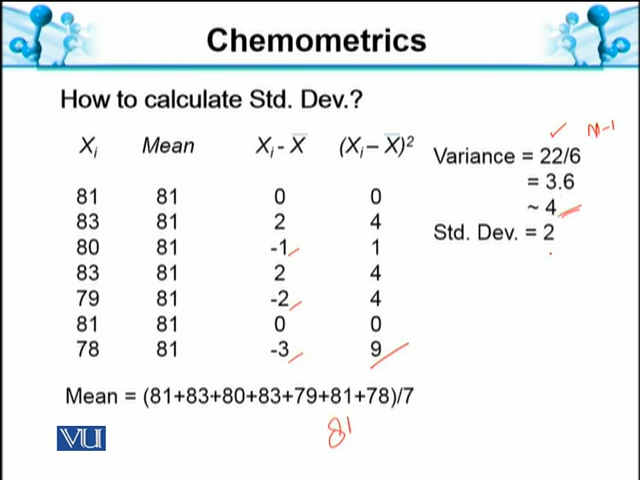 Chemometrics
How to calculate Std. Dev.?
Xi Mean Xi - X̅ (Xi – X̅)²
81 81 0 0
83 81 2 4
80 81 -1 1
83 81 2 4
79 81 -2 4
81 81 0 0
78 81 -3 9
Mean = (81+83+80+83+79+81+78)/7
81
n-1
Variance = 22/6
= 3.6
~ 4
Std. Dev. = 2
VU